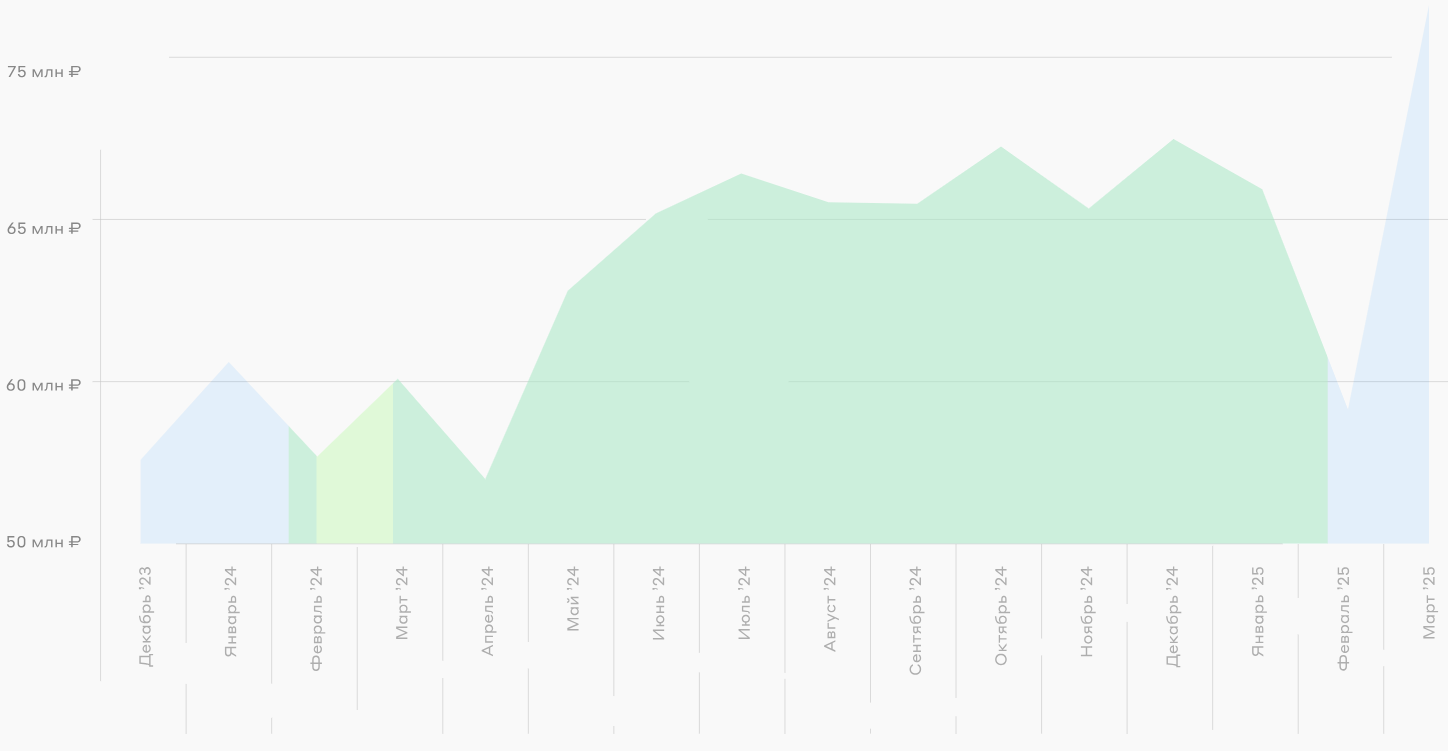 75 млн ₽
65 млн ₽
60 млн ₽
50 млн ₽
Декабрь ’23
Январь ’24
Февраль ’24
Март ’24
Апрель ’24
Май ’24
Июнь ’24
Июль ’24
Август ’24
Сентябрь ’24
Октябрь ’24
Ноябрь ’24
Декабрь ’24
Январь ’25
Февраль ’25
Март ’25